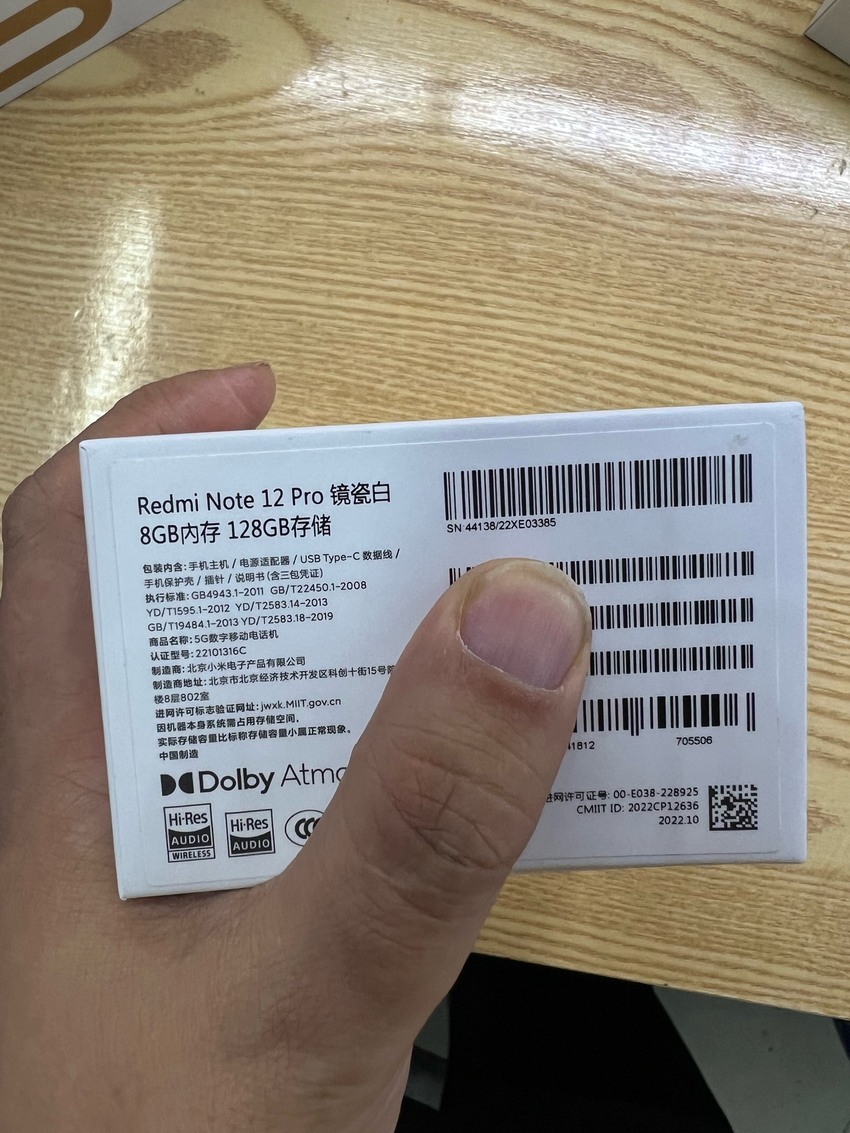 Redmi Note 12 Pro 镜瓷白
8GB内存 128GB存储
包装内含: 手机主机 / 电源适配器 / USB Type-C 数据线 /
手机保护壳 / 插针 / 说明书 (含三包凭证)
执行标准: GB4943.1-2011 GB/T22450.1-2008
YD/T1595.1-2012 YD/T2583.14-2013
GB/T19484.1-2013 YD/T2583.18-2019
商品名称: 5G数字移动电话机
认证型号: 22101316C
制造商: 北京小米电子产品有限公司
制造商地址: 北京市北京经济技术开发区科创十街15号院
楼8层802室
进网许可标志验证网址: jwxk.MIIT.gov.cn
因机器本身系统需占用存储空间,
实际存储容量比标称存储容量小属正常现象。
中国制造
Dolby Atmo
Hi-Res
AUDIO
WIRELESS
Hi-Res
AUDIO
CCC
SN: 44138/22XE03385
41812
705506
进网许可证号: 00-E038-228925
CMIIT ID: 2022CP12636
2022.10